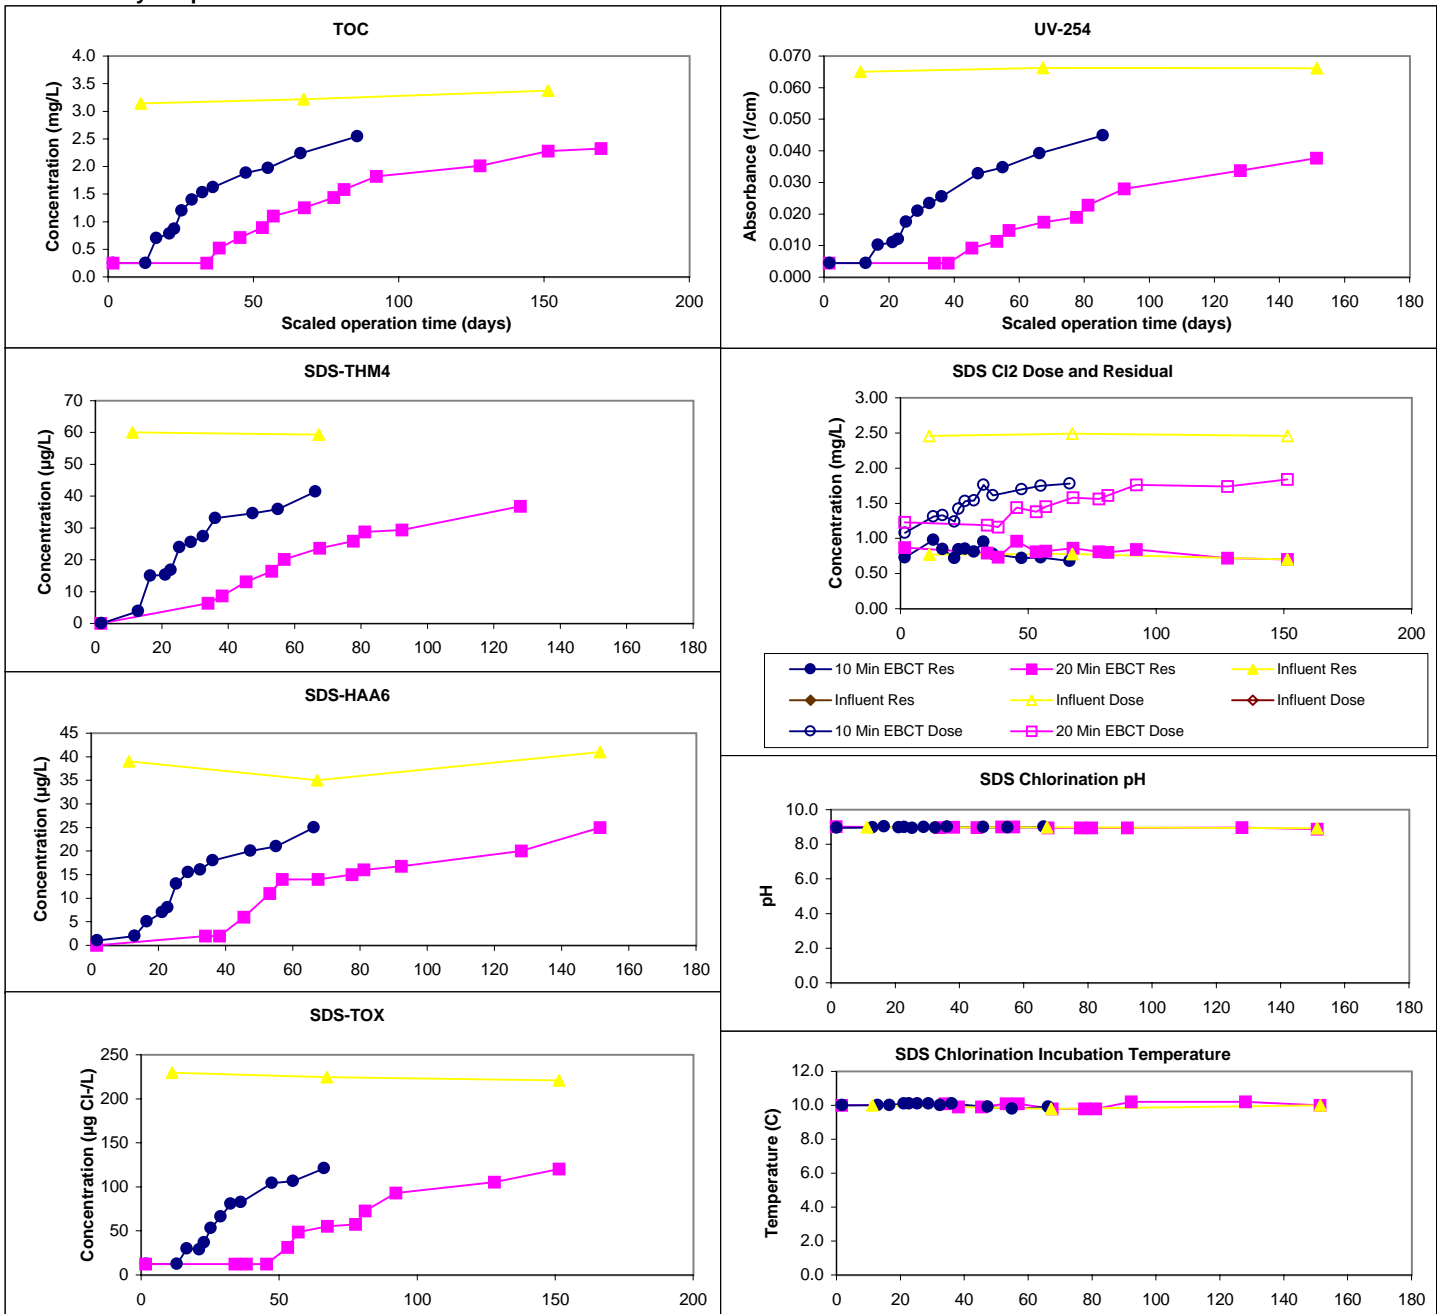 TOC
4.0
3.5
3.0
2.5
2.0
1.5
1.0
0.5
0.0
Concentration (mg/L)
0 50 100 150 200
Scaled operation time (days)
UV-254
0.070
0.060
0.050
0.040
0.030
0.020
0.010
0.000
Absorbance (1/cm)
0 20 40 60 80 100 120 140 160 180
Scaled operation time (days)
SDS-THM4
70
60
50
40
30
20
10
0
Concentration (µg/L)
0 20 40 60 80 100 120 140 160 180
SDS Cl2 Dose and Residual
3.00
2.50
2.00
1.50
1.00
0.50
0.00
Concentration (mg/L)
0 50 100 150 200
10 Min EBCT Res 20 Min EBCT Res Influent Res
Influent Res Influent Dose Influent Dose
10 Min EBCT Dose 20 Min EBCT Dose
SDS-HAA6
45
40
35
30
25
20
15
10
5
0
Concentration (µg/L)
0 20 40 60 80 100 120 140 160 180
SDS Chlorination pH
10.0
8.0
6.0
4.0
2.0
0.0
pH
0 20 40 60 80 100 120 140 160 180
SDS-TOX
250
200
150
100
50
0
Concentration (µg Cl-/L)
0 50 100 150 200
SDS Chlorination Incubation Temperature
12.0
10.0
8.0
6.0
4.0
2.0
0.0
Temperature (C)
0 20 40 60 80 100 120 140 160 180